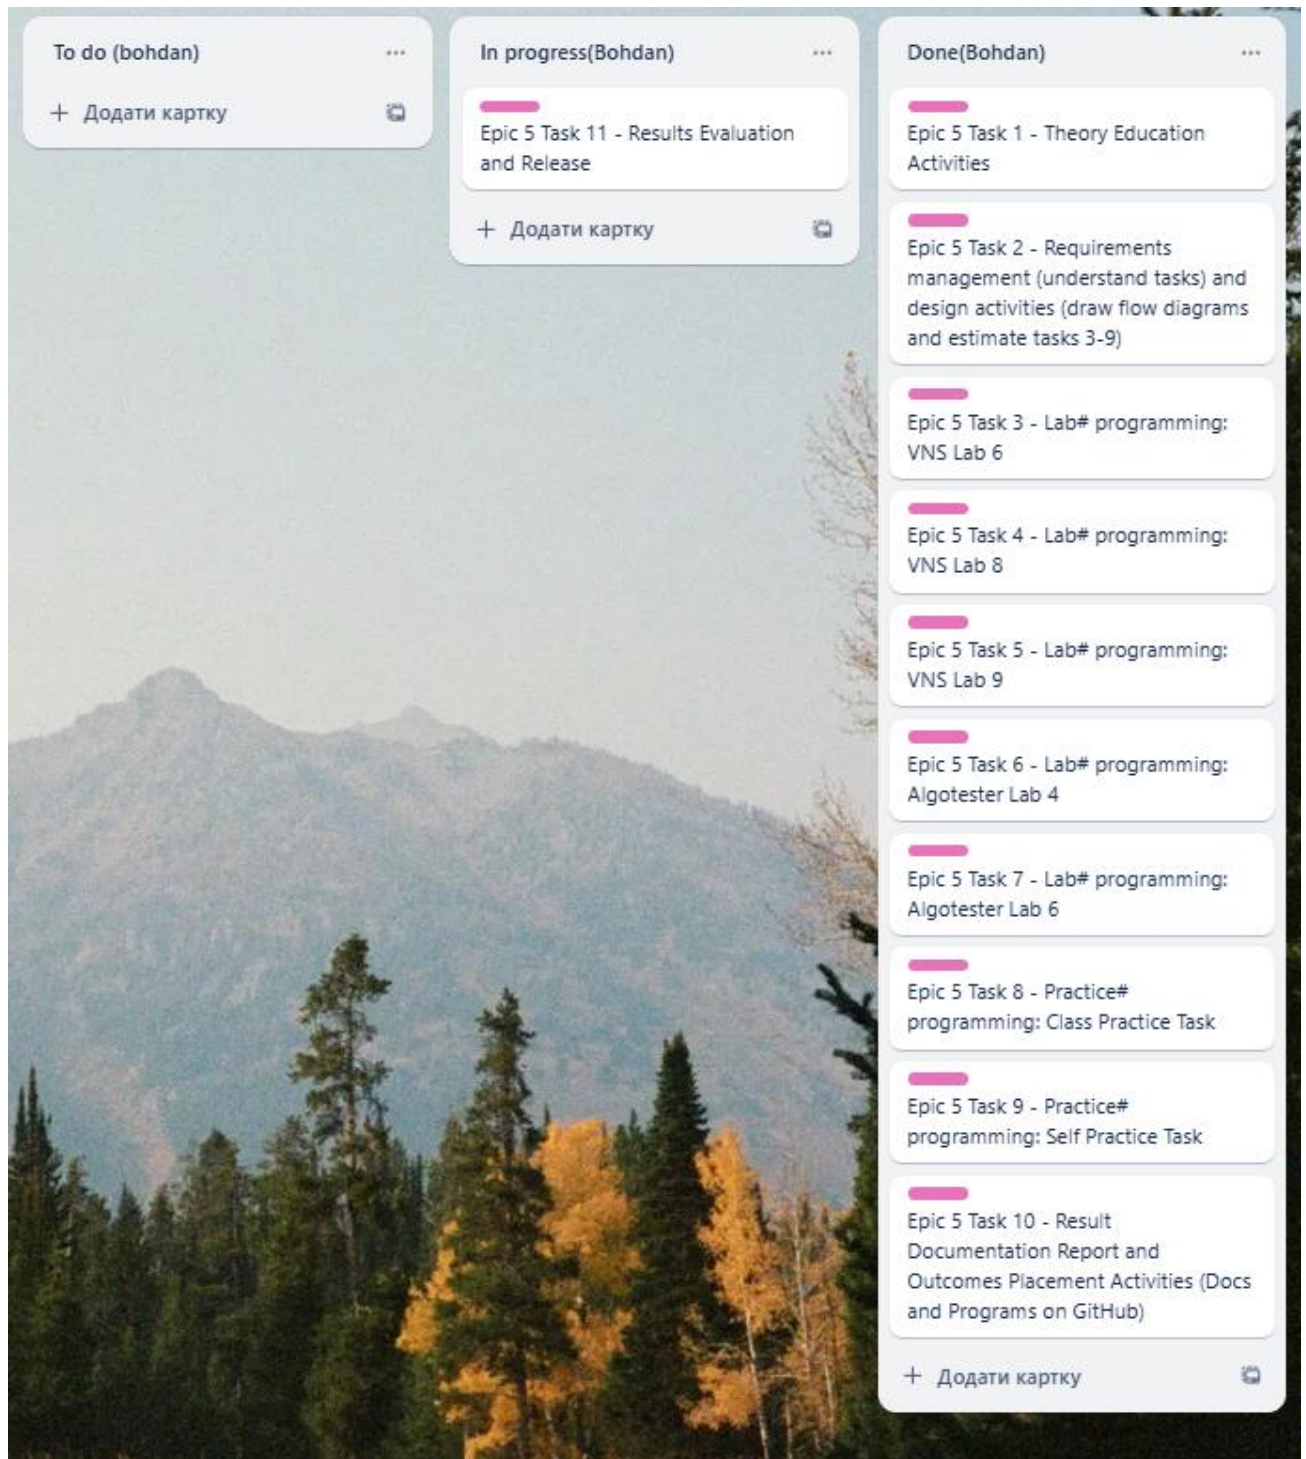 To do (bohdan)
Додати картку
In progress(Bohdan)
Epic 5 Task 11 - Results Evaluation
and Release
Додати картку
Done(Bohdan)
Epic 5 Task 1 - Theory Education
Activities
Epic 5 Task 2 - Requirements
management (understand tasks) and
design activities (draw flow diagrams
and estimate tasks 3-9)
Epic 5 Task 3 - Lab# programming:
VNS Lab 6
Epic 5 Task 4 - Lab# programming:
VNS Lab 8
Epic 5 Task 5 - Lab# programming:
VNS Lab 9
Epic 5 Task 6 - Lab# programming:
Algotester Lab 4
Epic 5 Task 7 - Lab# programming:
Algotester Lab 6
Epic 5 Task 8 - Practice#
programming: Class Practice Task
Epic 5 Task 9 - Practice#
programming: Self Practice Task
Epic 5 Task 10 - Result
Documentation Report and
Outcomes Placement Activities (Docs
and Programs on GitHub)
Додати картку